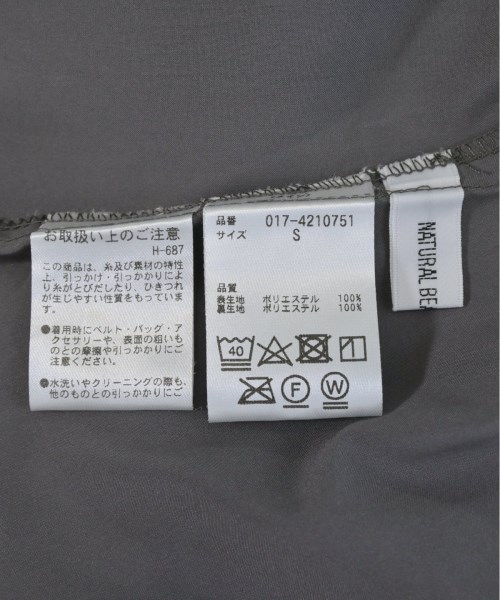 お取扱い上のご注意
H-687
この商品は、糸及び素材の特性
上、引っかけ・引っかかりによ
り糸がとびだしたり、ひきつれ
が生じやすい性質をもっていま
す。
●着用時にベルト・バッグ・ア
クセサリーや、表面の粗いも
のとの摩擦や引っかかりにご
注意ください。
●水洗いやクリーニングの際も、
他のものとの引っかかりにご
品番 017-4210751
サイズ S
品質
表生地 ポリエステル 100%
裏生地 ポリエステル 100%
40
F W
NATURAL BE